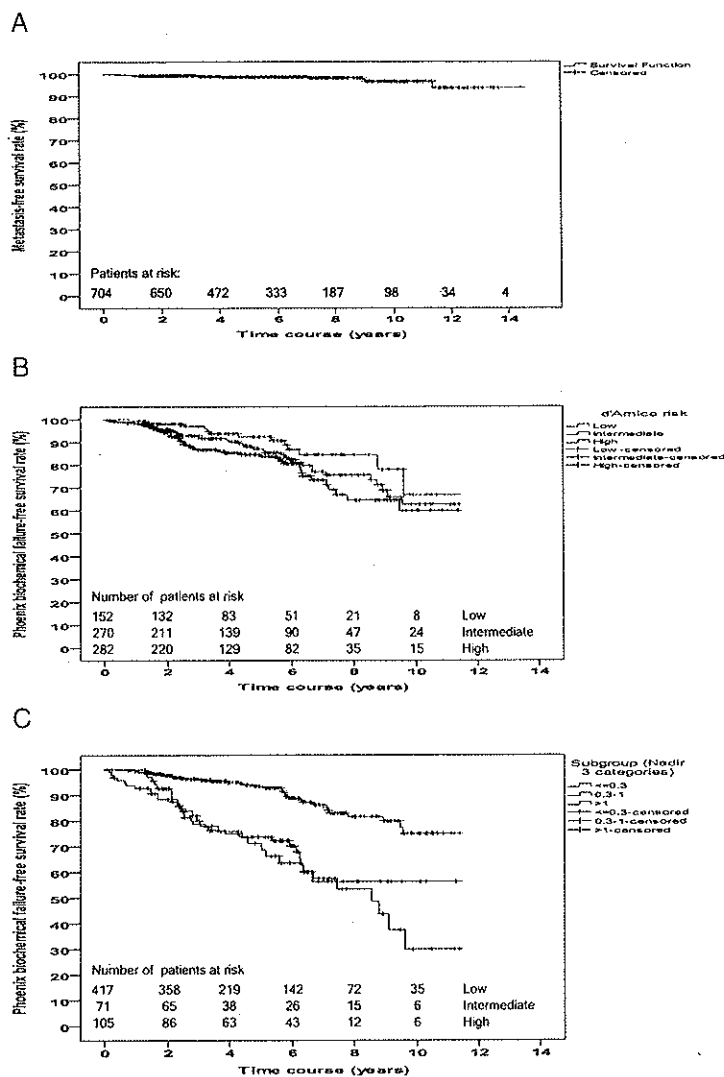 A
Survival Function
Censored
Metastasis-free survival rate (%)
100
90
80
70
60
50
40
30
20
10
0
Patients at risk:
704 650 472 333 187 98 34 4
0 2 4 6 8 10 12 14
Time course (years)
B
d'Amico risk
Low
Intermediate
High
Low-censored
Intermediate-censored
High-censored
Phoenix biochemical failure-free survival rate (%)
100
90
80
70
60
50
40
30
20
10
0
Number of patients at risk
152 132 83 51 21 8 Low
270 211 139 90 47 24 Intermediate
282 220 129 82 35 15 High
0 2 4 6 8 10 12 14
Time course (years)
C
Subgroup (Nadir
3 categories)
<=0.3
0.3-1
>1
<=0.3-censored
0.3-1-censored
>1-censored
Phoenix biochemical failure-free survival rate (%)
100
90
80
70
60
50
40
30
20
10
0
Number of patients at risk
417 358 219 142 72 35 Low
71 65 38 26 15 6 Intermediate
105 86 63 43 12 6 High
0 2 4 6 8 10 12 14
Time course (years)